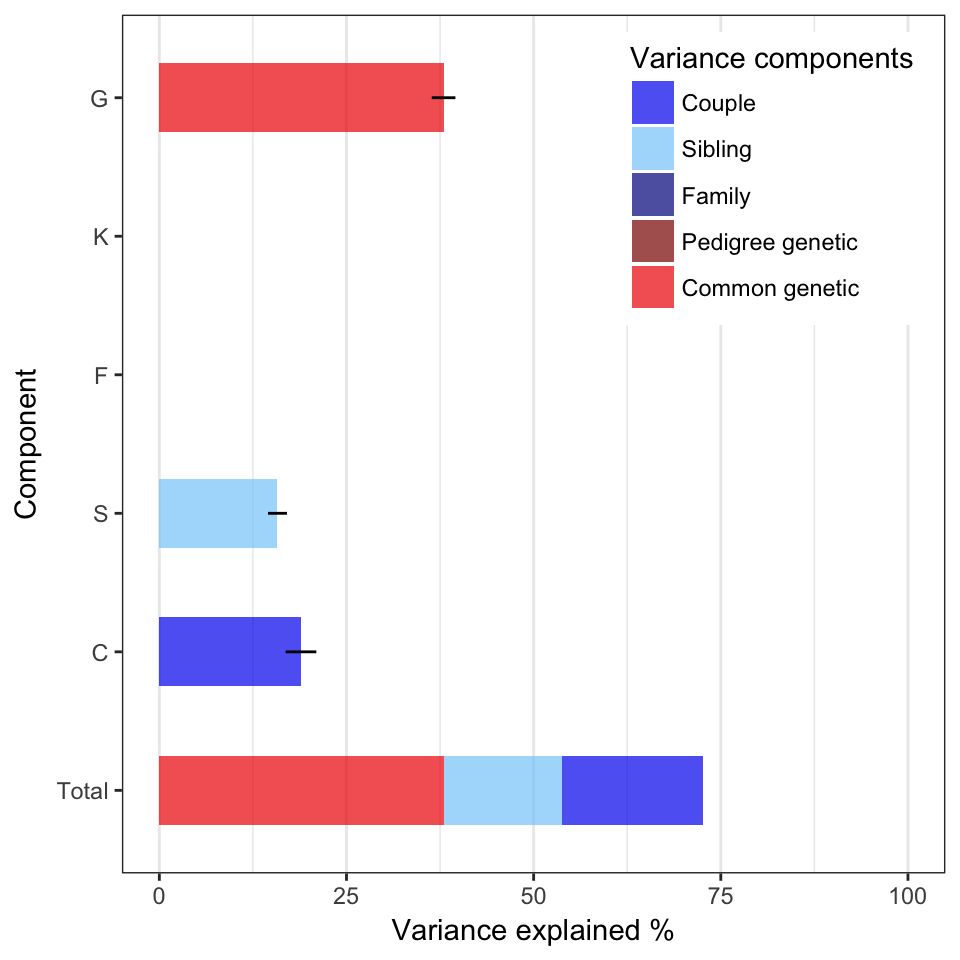 Variance components
Couple
Sibling
Family
Pedigree genetic
Common genetic
Component
G
K
F
S
C
Total
0 25 50 75 100
Variance explained %